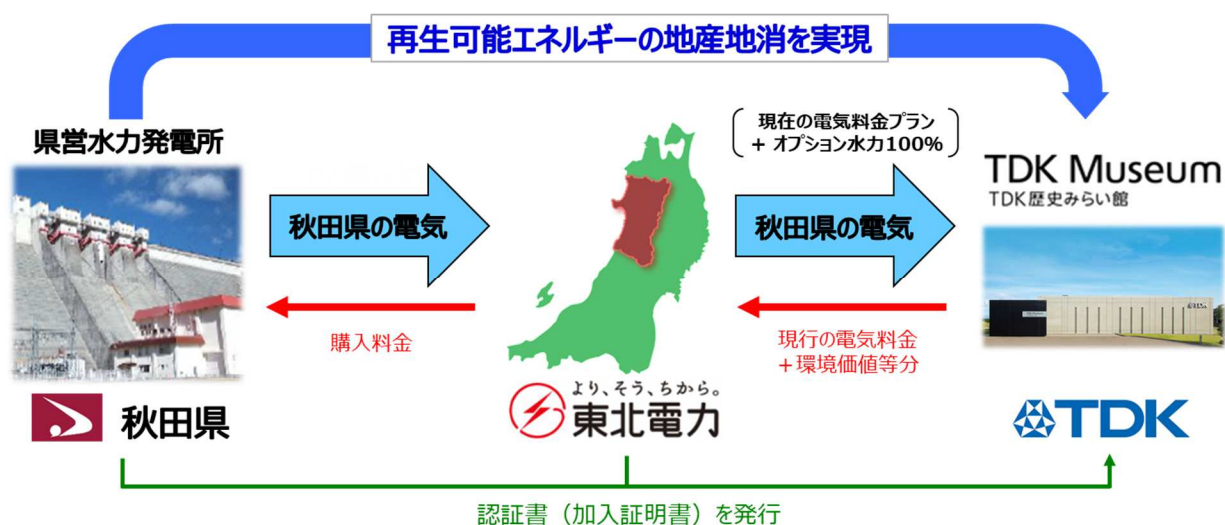 再生可能エネルギーの地産地消を実現
県営水力発電所
現在の電気料金プラン
+ オプション水力100%
TDK Museum
TDK歴史みらい館
秋田県の電気
秋田県の電気
購入料金
現行の電気料金
+環境価値等分
秋田県
より、そう、ちから。
東北電力
TDK
認証書（加入証明書）を発行